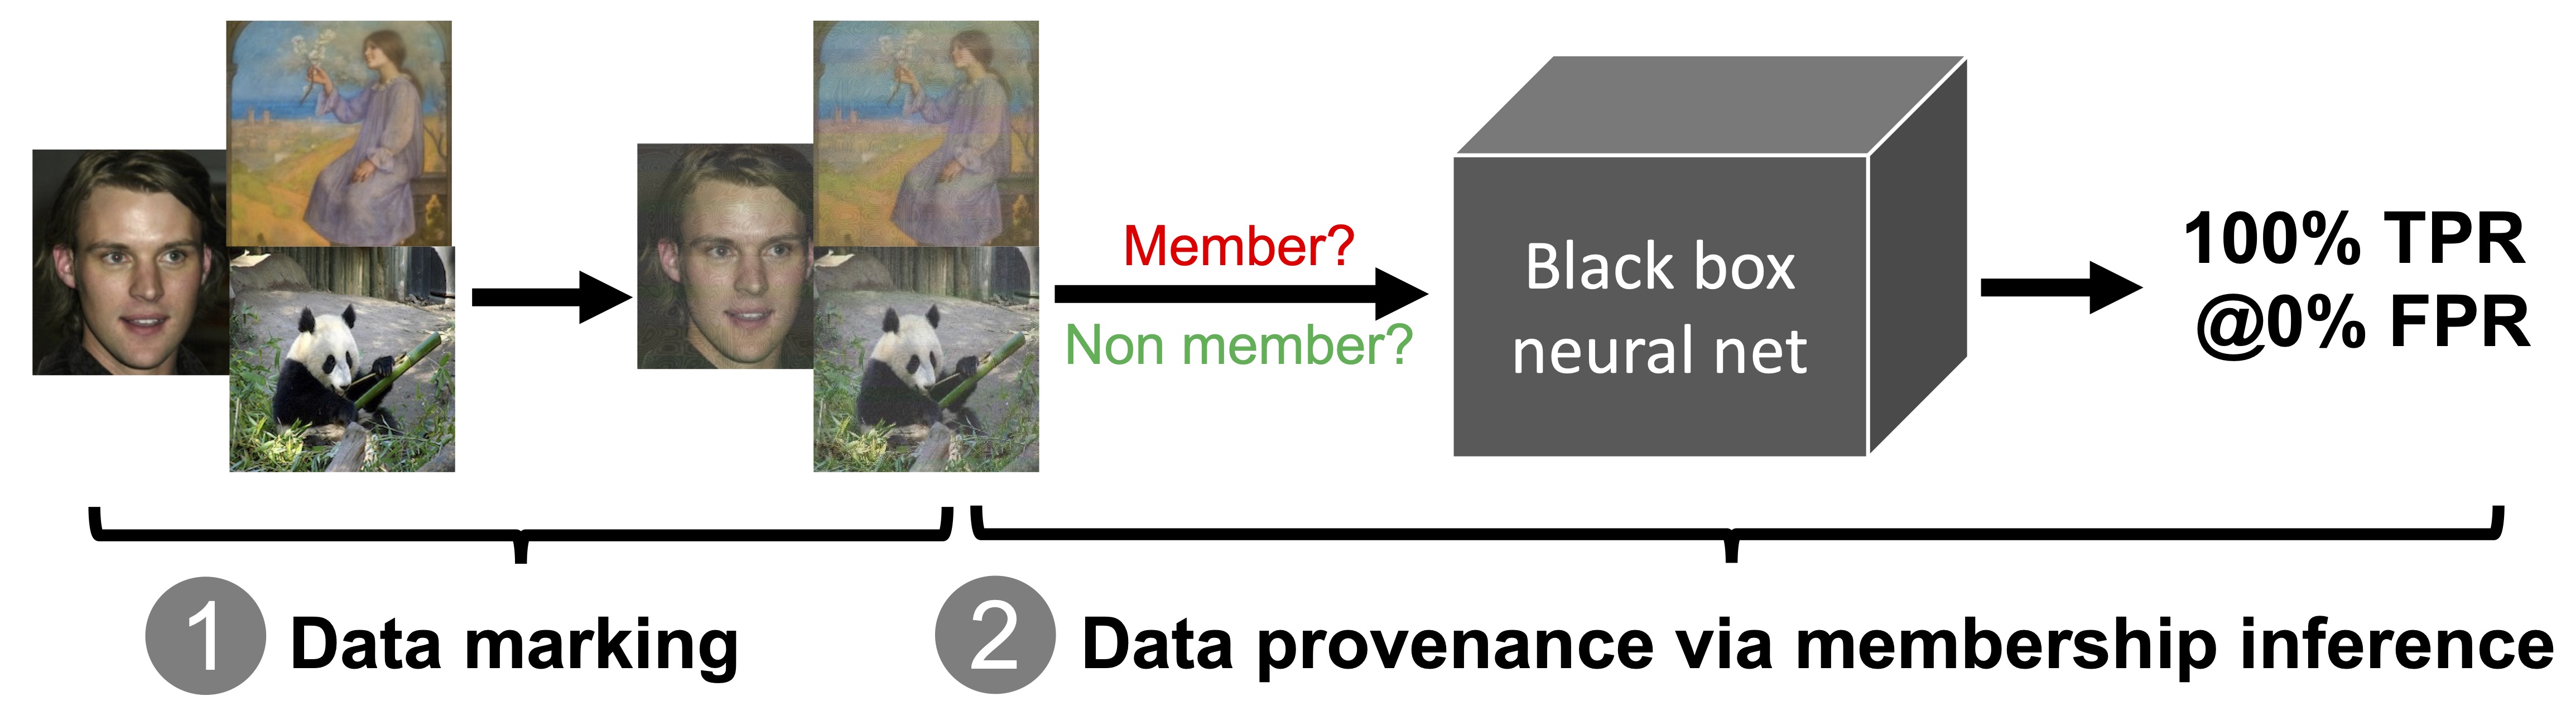 Member?
Non member?
Black box
neural net
100% TPR
@0% FPR
1 Data marking
2 Data provenance via membership inference